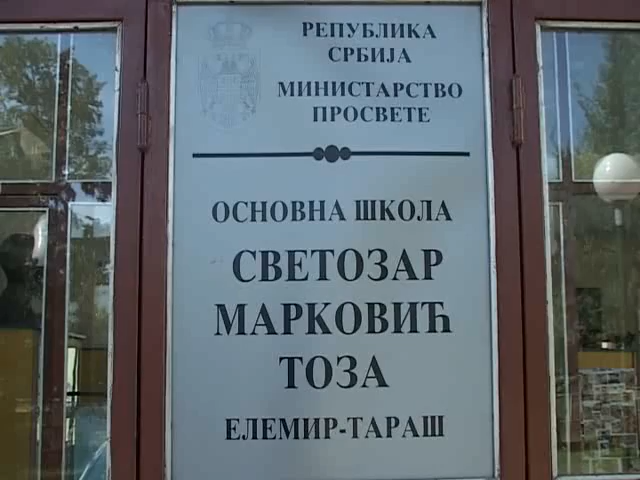 РЕПУБЛИКА
СРБИЈА
МИНИСТАРСТВО
ПРОСВЕТЕ
ОСНОВНА ШКОЛА
СВЕТОЗАР
МАРКОВИЋ
ТОЗА
ЕЛЕМИР-ТАРАШ